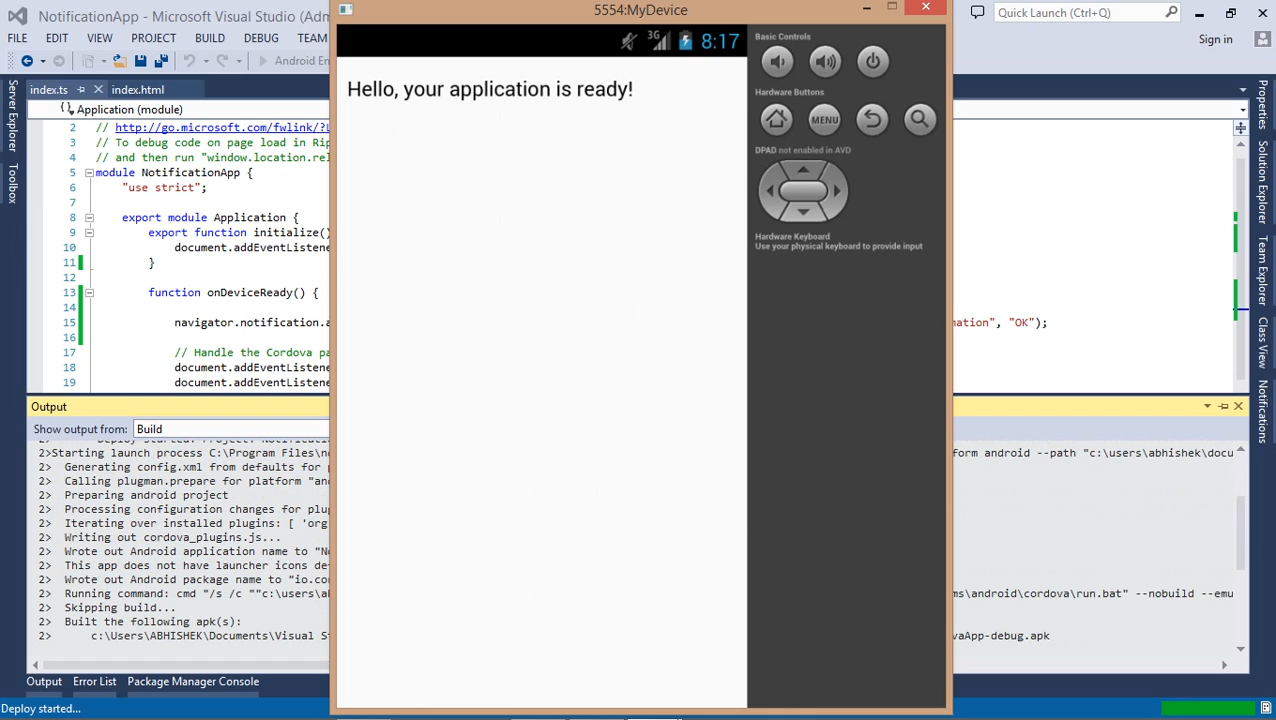 NotificationApp - Microsoft Visual Studio (Admi
Quick Launch (Ctrl+Q)
FILE EDIT VIEW PROJECT BUILD DEBUG TEAM
Sign in
Android En
5554:MyDevice
3G 8:17
Hello, your application is ready!
Basic Controls
Hardware Buttons
MENU
DPAD not enabled in AVD
Hardware Keyboard
Use your physical keyboard to provide input
Server Explorer
Toolbox
index.ts
index.html
Application (module)
2 // http://go.microsoft.com/fwlink/?L
3 // To debug code on page load in Rip
4 // and then run "window.location.rel
5 module NotificationApp {
6 "use strict";
7
8 export module Application {
9 export function initialize()
10 document.addEventListene
11 }
12
13 function onDeviceReady() {
14
15 navigator.notification.a
mation", "OK");
16
17 // Handle the Cordova pa
18 document.addEventListene
19 document.addEventListene
Properties
Solution Explorer
Team Explorer
Class View
Notifications
Output
Show output from: Build
2> Deploy started: Project: Notificatio
2>Starting launch process C:\Program Files\no
form android --path "c:\users\abhishek\docu
2> Generating config.xml from defaults for p
2> Calling plugman.prepare for platform "an
2> Preparing android project
2> Processing configuration changes for plug
2> Iterating over installed plugins: [ 'org
2> Writing out cordova_plugins.js...
2> Wrote out Android application name to "No
2> This app does not have launcher icons de
2> Wrote out Android package name to "io.co
2> Running command: cmd "/s /c ""c:\users\a
ms\android\cordova\run.bat" --nobuild --emu
2> Skipping build...
2> Built the following apk(s):
2> c:\Users\ABHISHEK\Documents\Visual St
vaApp-debug.apk
Output Error List Package Manager Console
Deploy started...